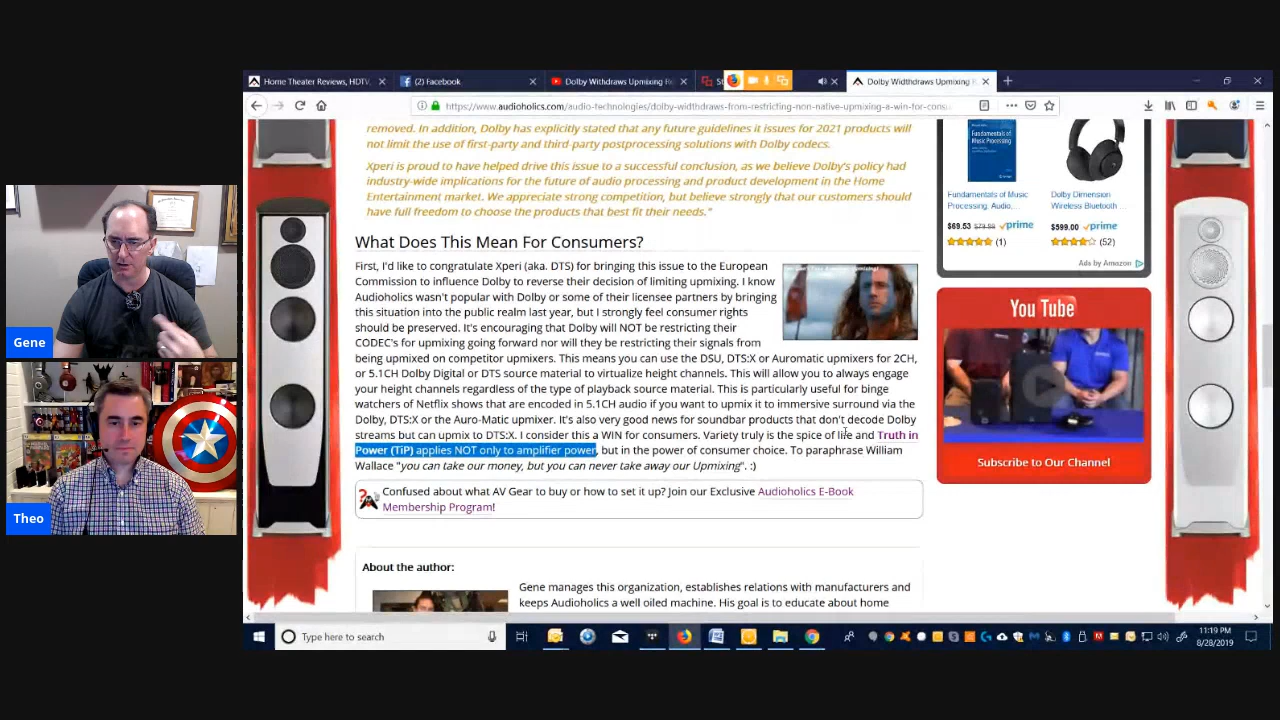 Home Theater Reviews, HDTV,
(2) Facebook
Dolby Withdraws Upmixing Re
St
Dolby Widthdraws Upmixing R
https://www.audioholics.com/audio-technologies/dolby-widthdraws-from-restricting-non-native-upmixing-a-win-for-consu
removed. In addition, Dolby has explicitly stated that any future guidelines it issues for 2021 products will
not limit the use of first-party and third-party postprocessing solutions with Dolby codecs.
Xperi is proud to have helped drive this issue to a successful conclusion, as we believe Dolby's policy had
industry-wide implications for the future of audio processing and product development in the Home
Entertainment market. We appreciate strong competition, but believe strongly that our customers should
have full freedom to choose the products that best fit their needs."
What Does This Mean For Consumers?
First, I'd like to congratulate Xperi (aka. DTS) for bringing this issue to the European
Commission to influence Dolby to reverse their decision of limiting upmixing. I know
Audioholics wasn't popular with Dolby or some of their licensee partners by bringing
this situation into the public realm last year, but I strongly feel consumer rights
should be preserved. It's encouraging that Dolby will NOT be restricting their
CODEC's for upmixing going forward nor will they be restricting their signals from
being upmixed on competitor upmixers. This means you can use the DSU, DTS:X or Auromatic upmixers for 2CH,
or 5.1CH Dolby Digital or DTS source material to virtualize height channels. This will allow you to always engage
your height channels regardless of the type of playback source material. This is particularly useful for binge
watchers of Netflix shows that are encoded in 5.1CH audio if you want to upmix it to immersive surround via the
Dolby, DTS:X or the Auro-Matic upmixer. It's also very good news for soundbar products that don't decode Dolby
streams but can upmix to DTS:X. I consider this a WIN for consumers. Variety truly is the spice of life and Truth in
Power (TiP) applies NOT only to amplifier power, but in the power of consumer choice. To paraphrase William
Wallace "you can take our money, but you can never take away our Upmixing". :)
Confused about what AV Gear to buy or how to set it up? Join our Exclusive Audioholics E-Book
Membership Program!
About the author:
Gene manages this organization, establishes relations with manufacturers and
keeps Audioholics a well oiled machine. His goal is to educate about home
Fundamentals of
Music Processing
Fundamentals of Music
Processing, Audio,...
$69.53 $79.99 prime
(1)
Dolby Dimension
Wireless Bluetooth ...
$599.00 prime
(52)
Ads by Amazon
You Tube
Subscribe to Our Channel
Gene
Theo
Type here to search
11:19 PM
8/28/2019